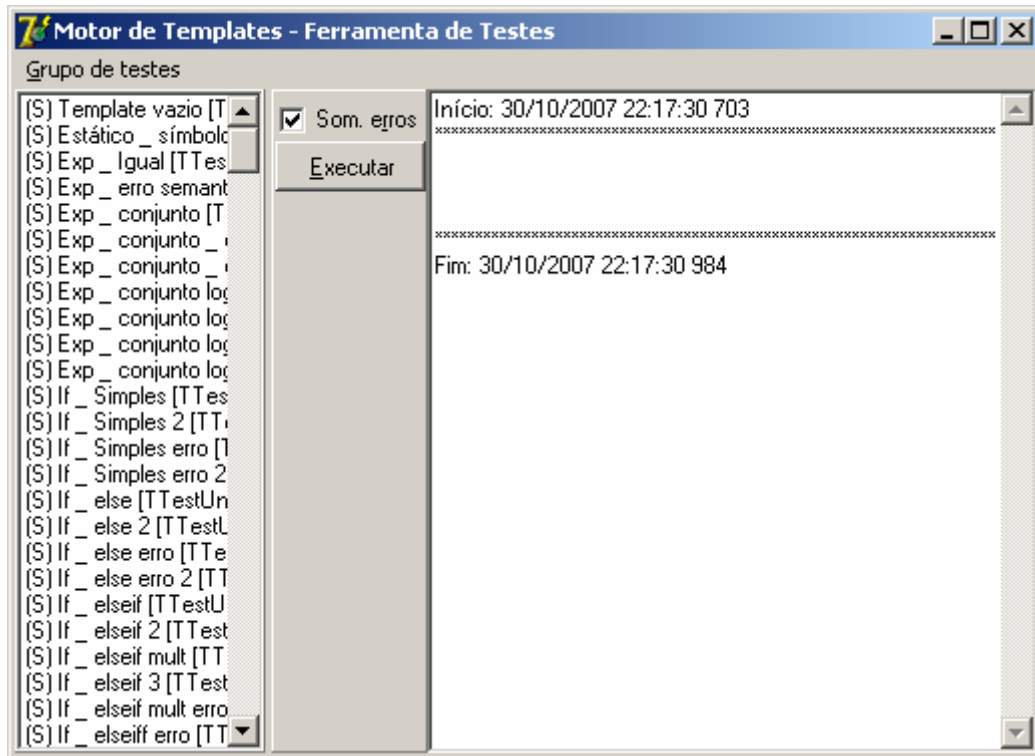 Motor de Templates - Ferramenta de Testes
Grupo de testes
(S) Template vazio [T
(S) Estático _ símbolo
(S) Exp _ Igual [TTes
(S) Exp _ erro semant
(S) Exp _ conjunto [T
(S) Exp _ conjunto _
(S) Exp _ conjunto _
(S) Exp _ conjunto log
(S) Exp _ conjunto log
(S) Exp _ conjunto log
(S) Exp _ conjunto log
(S) If _ Simples [TTes
(S) If _ Simples 2 [TT
(S) If _ Simples erro [T
(S) If _ Simples erro 2
(S) If _ else [TTestUn
(S) If _ else 2 [TTestU
(S) If _ else erro [TTe
(S) If _ else erro 2 [TT
(S) If _ elseif [TTestU
(S) If _ elseif 2 [TTest
(S) If _ elseif mult [TT
(S) If _ elseif 3 [TTest
(S) If _ elseif mult erro
(S) If _ elseiff erro [TT
Som. erros
Executar
Início: 30/10/2007 22:17:30 703
Fim: 30/10/2007 22:17:30 984